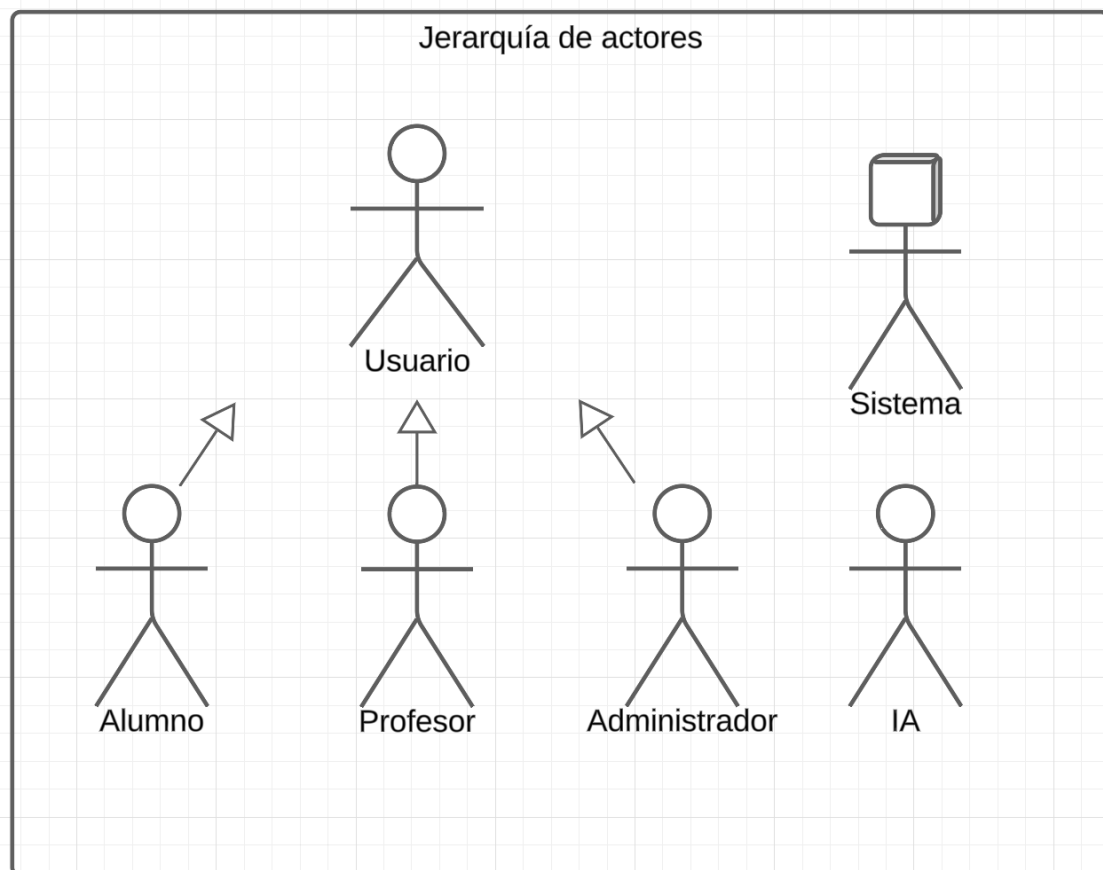 Jerarquía de actores
Usuario
Sistema
Alumno
Profesor
Administrador
IA